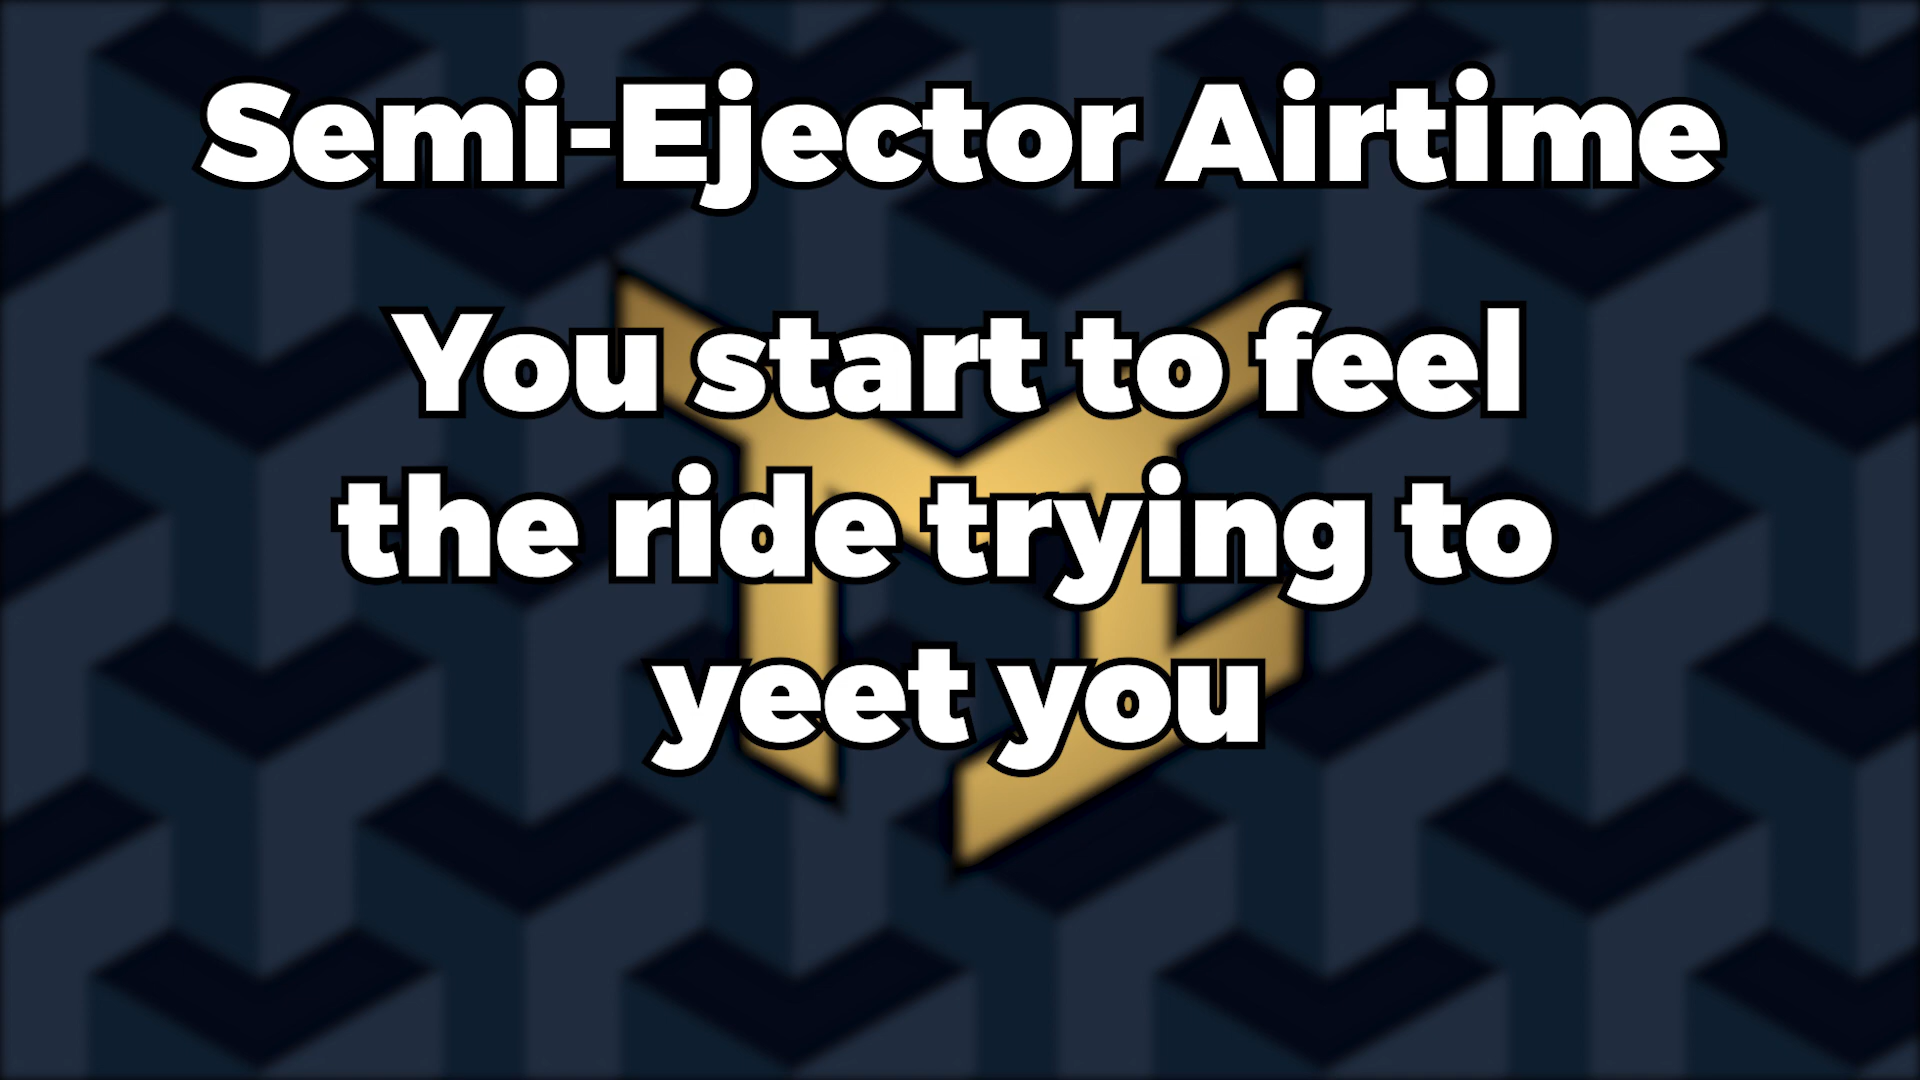 Semi-Ejector Airtime
You start to feel
the ride trying to
yeet you